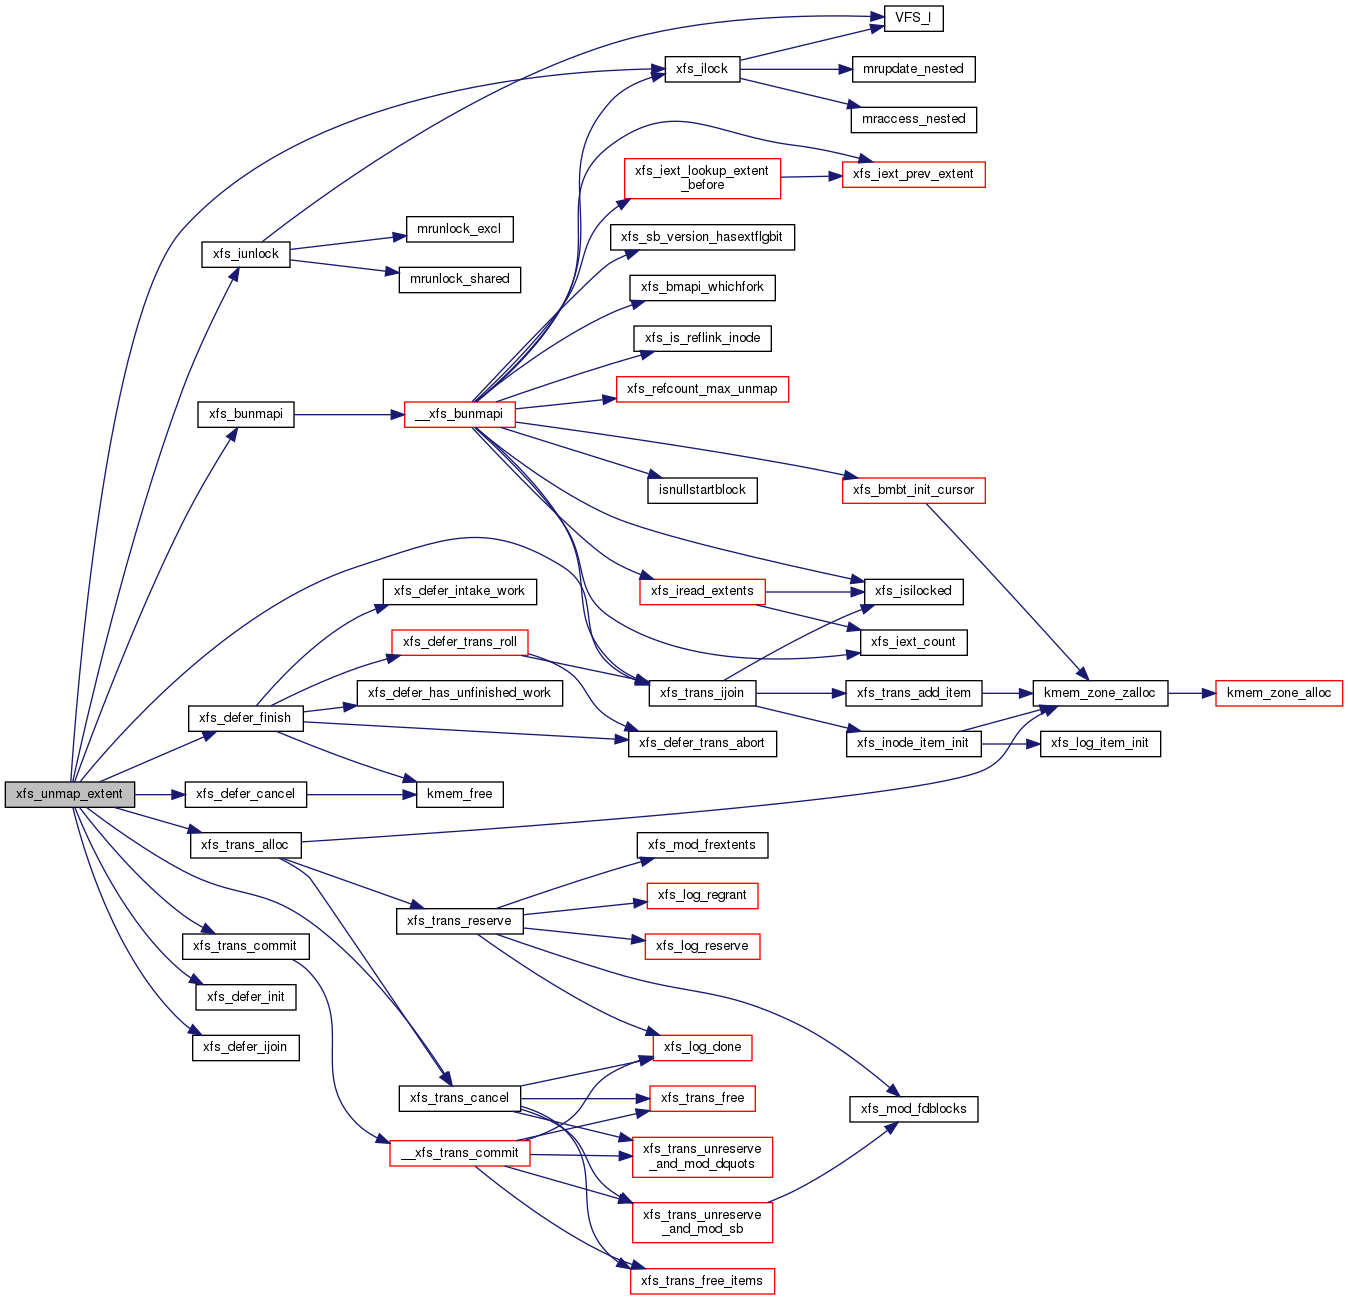 VFS_I
xfs_ilock
mrupdate_nested
mraccess_nested
xfs_iext_lookup_extent
_before
xfs_iext_prev_extent
mrunlock_excl
xfs_sb_version_hasextflgbit
xfs_iunlock
mrunlock_shared
xfs_bmapi_whichfork
xfs_is_reflink_inode
xfs_refcount_max_unmap
xfs_bunmapi
__xfs_bunmapi
isnullstartblock
xfs_bmbt_init_cursor
xfs_defer_intake_work
xfs_iread_extents
xfs_isilocked
xfs_defer_trans_roll
xfs_iext_count
xfs_defer_has_unfinished_work
xfs_trans_ijoin
xfs_trans_add_item
kmem_zone_zalloc
kmem_zone_alloc
xfs_defer_finish
xfs_defer_trans_abort
xfs_inode_item_init
xfs_log_item_init
xfs_unmap_extent
xfs_defer_cancel
kmem_free
xfs_trans_alloc
xfs_mod_frextents
xfs_log_regrant
xfs_trans_reserve
xfs_trans_commit
xfs_log_reserve
xfs_defer_init
xfs_defer_ijoin
xfs_log_done
xfs_trans_cancel
xfs_trans_free
xfs_mod_fdblocks
__xfs_trans_commit
xfs_trans_unreserve
_and_mod_dquots
xfs_trans_unreserve
_and_mod_sb
xfs_trans_free_items